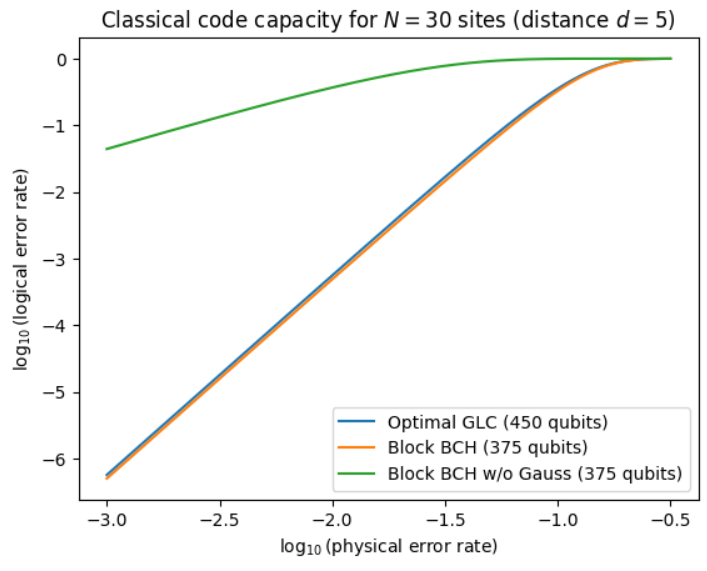 Classical code capacity for N = 30 sites (distance d = 5)
log₁₀(logical error rate)
0
−1
−2
−3
−4
−5
−6
Optimal GLC (450 qubits)
Block BCH (375 qubits)
Block BCH w/o Gauss (375 qubits)
−3.0
−2.5
−2.0
−1.5
−1.0
−0.5
log₁₀(physical error rate)